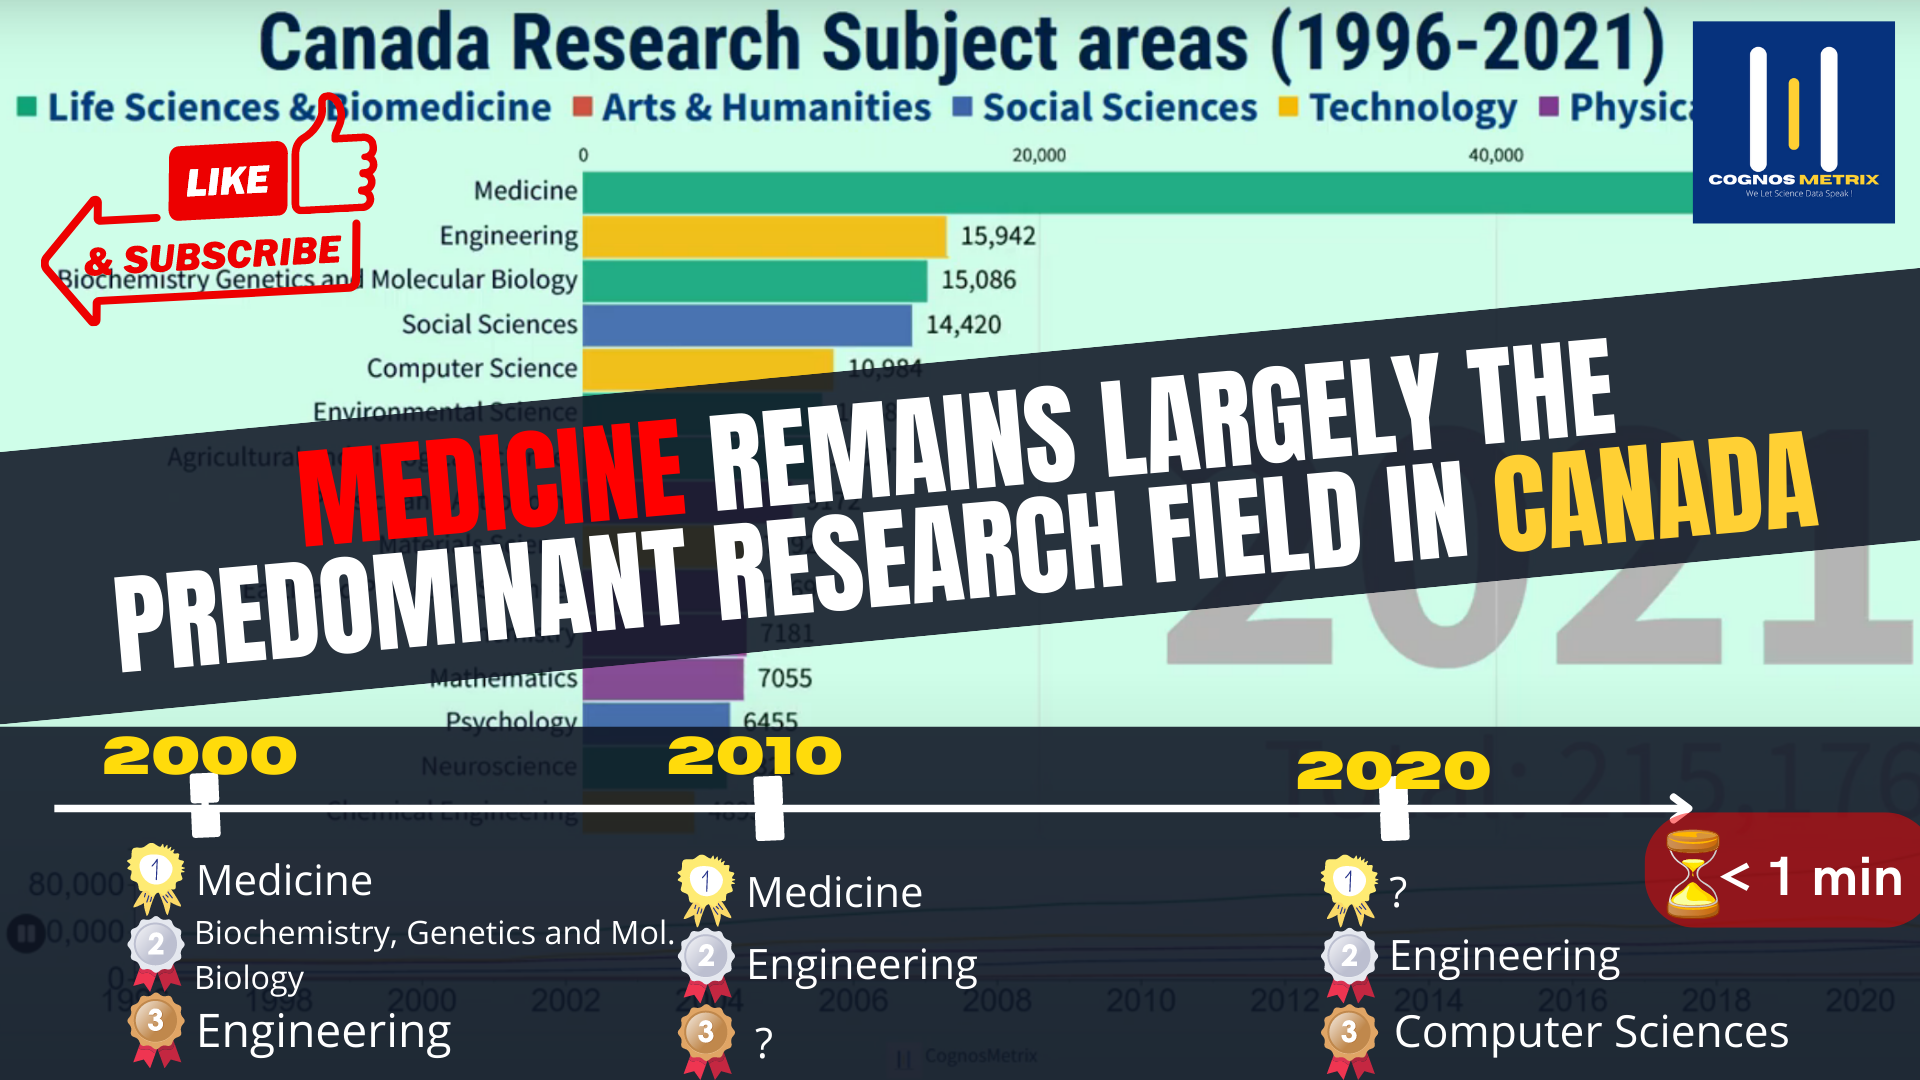 Canada Research Subject areas (1996-2021)
Life Sciences & Biomedicine Arts & Humanities Social Sciences Technology Physica
COGNOS METRIX
We Let Science Data Speak !
LIKE
& SUBSCRIBE
0 20,000 40,000
Medicine
Engineering 15,942
Biochemistry Genetics and Molecular Biology 15,086
Social Sciences 14,420
Computer Science 10,984
Environmental Science
MEDICINE REMAINS LARGELY THE
PREDOMINANT RESEARCH FIELD IN CANADA
2021
7181
Mathematics 7055
Psychology 6455
Neuroscience
Chemical Engineering
Total: 215,176
2000 2010 2020
1 Medicine
2 Biochemistry, Genetics and Mol.
Biology
3 Engineering
1 Medicine
2 Engineering
3 ?
1 ?
2 Engineering
3 Computer Sciences
< 1 min
80,000
0
1998 2000 2002 2004 2006 2008 2010 2012 2014 2016 2018 2020
CognosMetrix